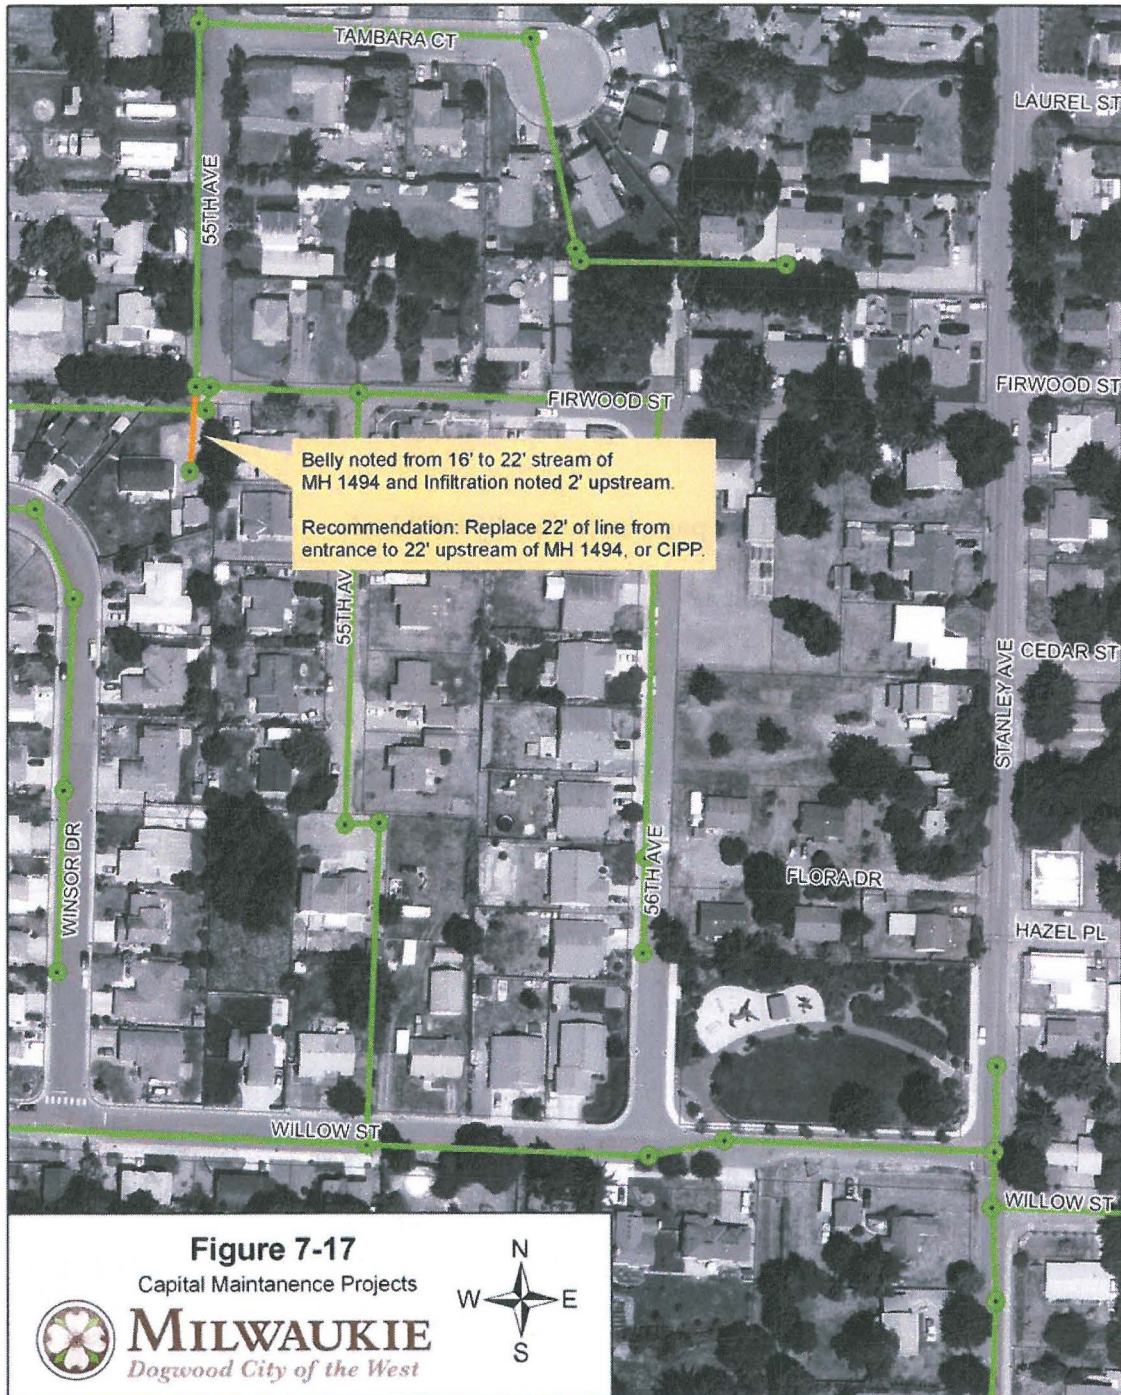 TAMBARA CT
LAUREL ST
55TH AVE
FIRWOOD ST
FIRWOOD ST
Belly noted from 16' to 22' stream of
MH 1494 and Infiltration noted 2' upstream.
Recommendation: Replace 22' of line from
entrance to 22' upstream of MH 1494, or CIPP.
55TH AV
CEDAR ST
STANLEY AVE
WINSOR DR
56TH AVE
FLORA DR
HAZEL PL
WILLOW ST
WILLOW ST
Figure 7-17
Capital Maintanence Projects
MILWAUKIE
Dogwood City of the West
N
W E
S